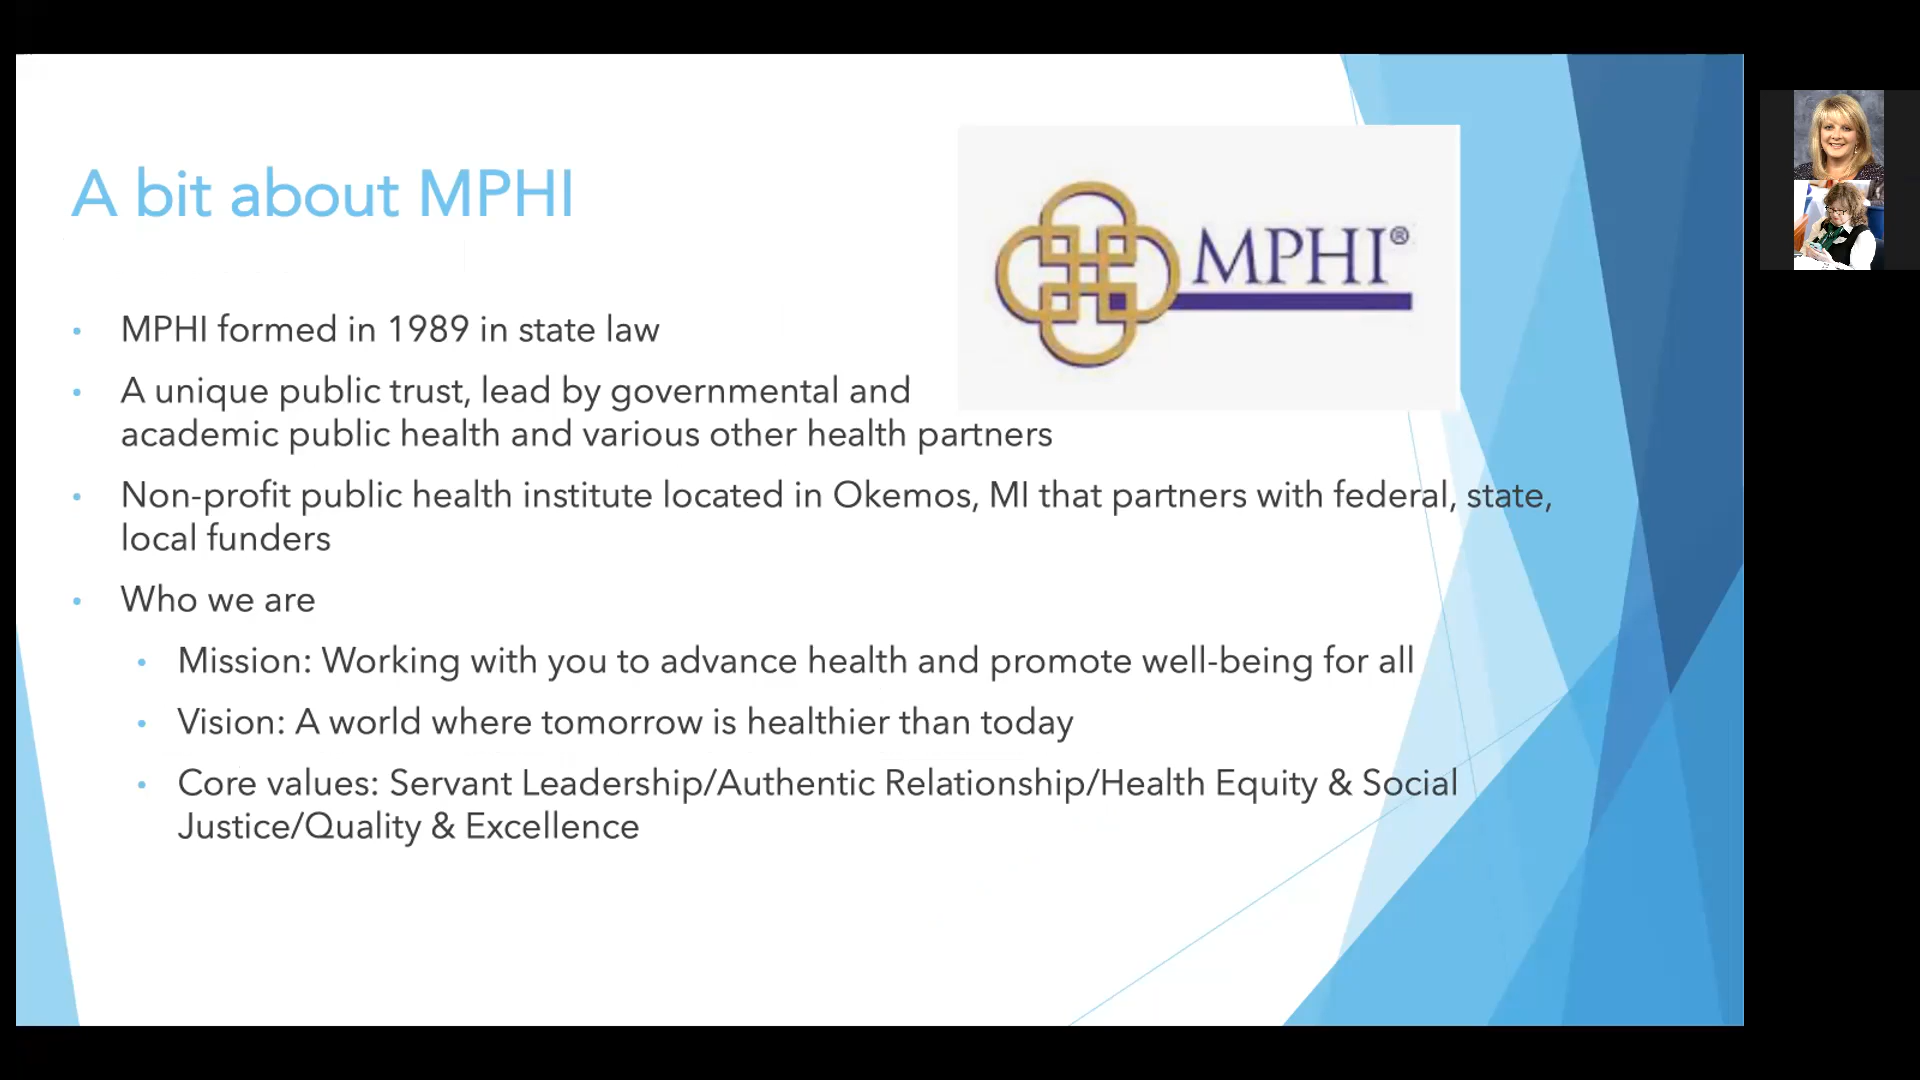 A bit about MPHI
MPHI®
• MPHI formed in 1989 in state law
• A unique public trust, lead by governmental and
academic public health and various other health partners
• Non-profit public health institute located in Okemos, MI that partners with federal, state,
local funders
• Who we are
• Mission: Working with you to advance health and promote well-being for all
• Vision: A world where tomorrow is healthier than today
• Core values: Servant Leadership/Authentic Relationship/Health Equity & Social
Justice/Quality & Excellence